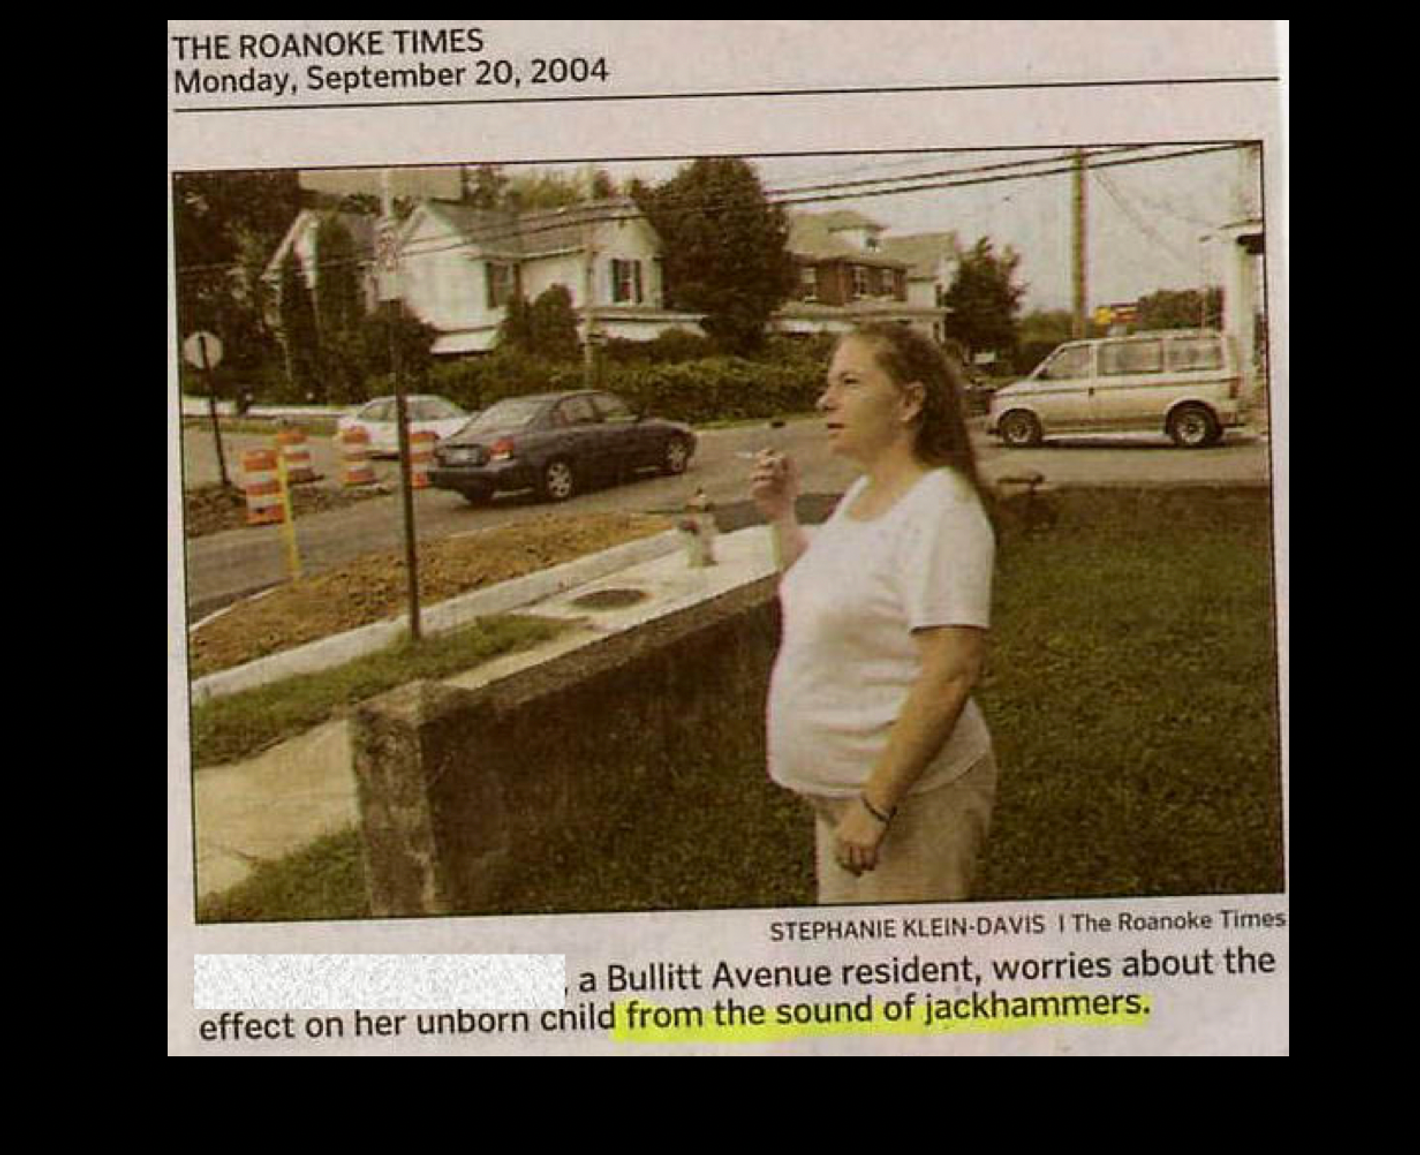 THE ROANOKE TIMES
Monday, September 20, 2004
STEPHANIE KLEIN-DAVIS | The Roanoke Times
, a Bullitt Avenue resident, worries about the
effect on her unborn child from the sound of jackhammers.